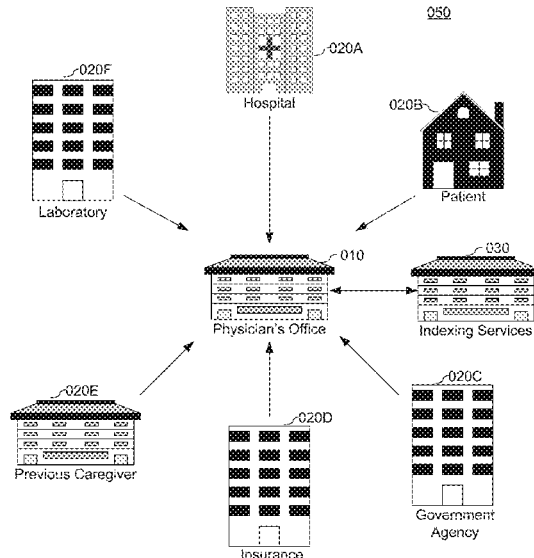 050
020A
Hospital
020F
Laboratory
020B
Patient
010
Physician's Office
030
Indexing Services
020E
Previous Caregiver
020D
Insurance
020C
Government
Agency